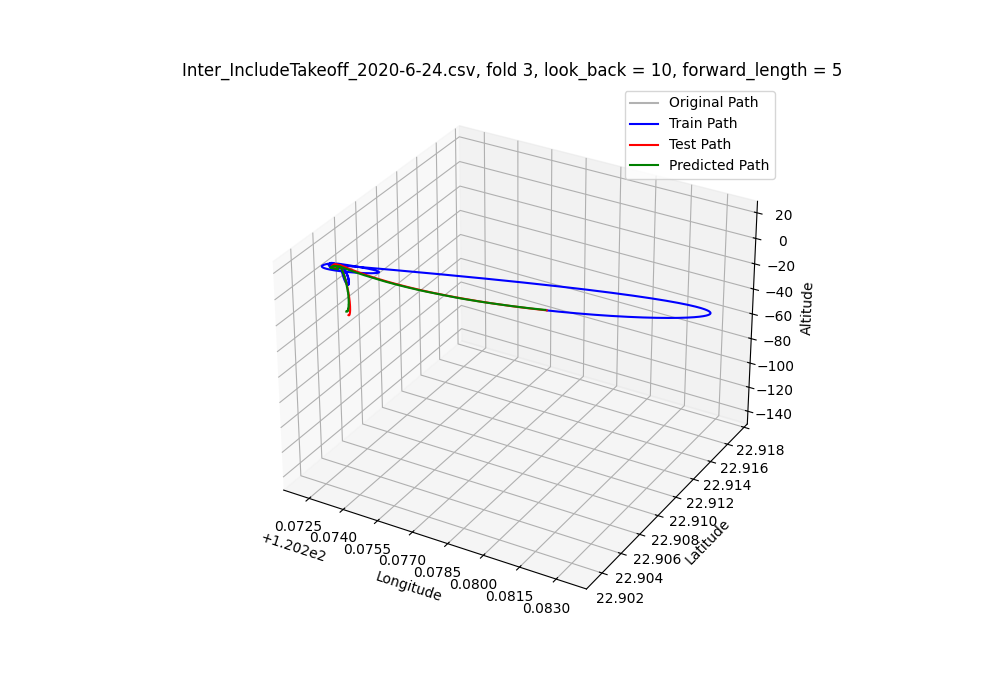 Inter_IncludeTakeoff_2020-6-24.csv, fold 3, look_back = 10, forward_length = 5
Original Path
Train Path
Test Path
Predicted Path
20
0
−20
−40
−60
−80
−100
−120
−140
Altitude
22.918
22.916
22.914
22.912
22.910
22.908
22.906
22.904
22.902
Latitude
0.0725
0.0740
0.0755
0.0770
0.0785
0.0800
0.0815
0.0830
+1.202e2
Longitude